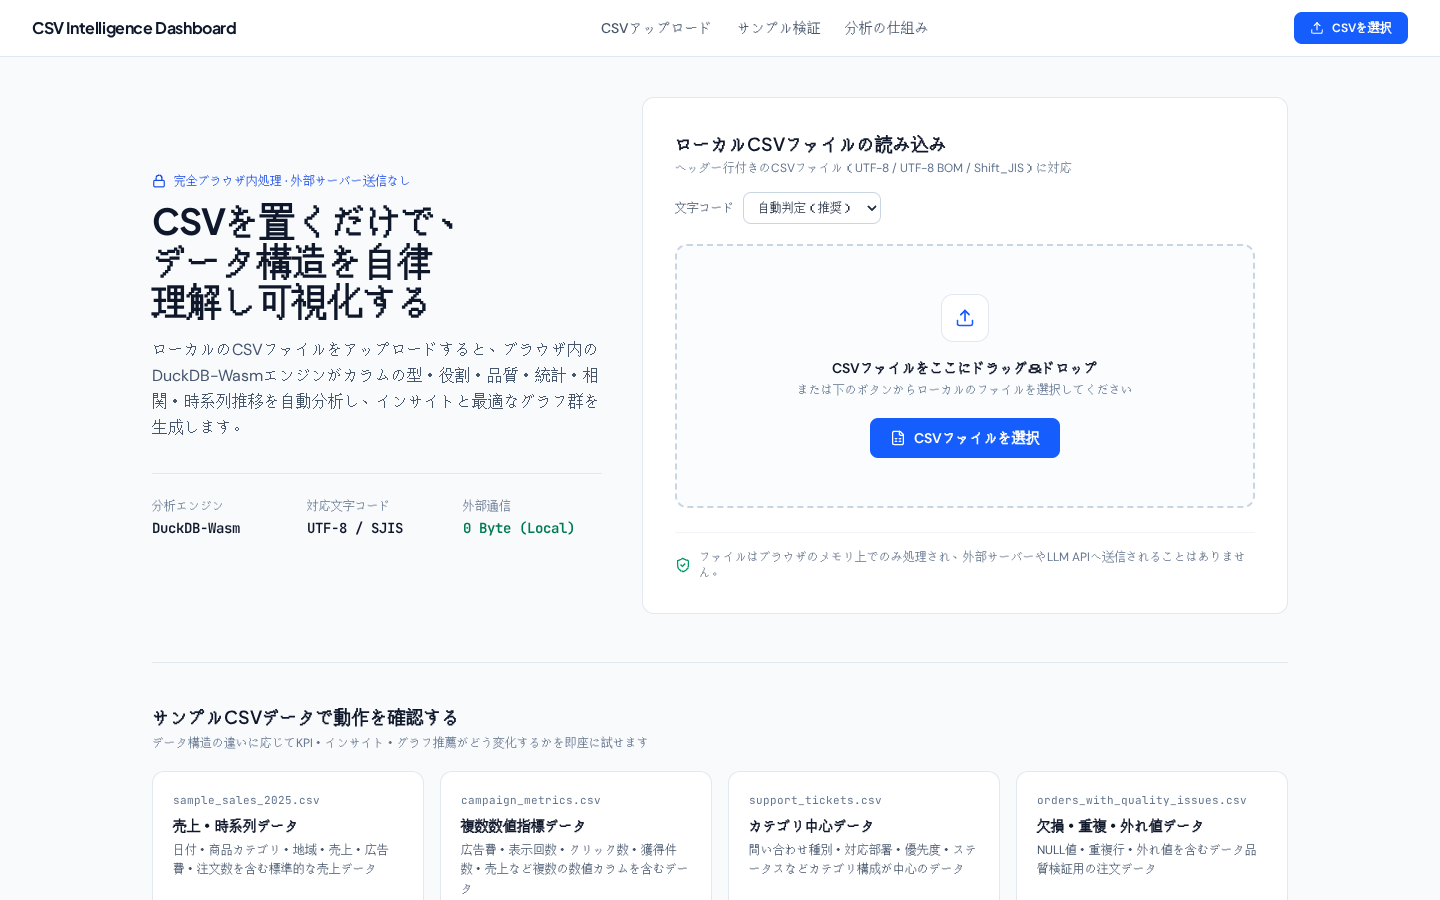 CSV Intelligence Dashboard
CSVアップロード
サンプル検証
分析の仕組み
CSVを選択
完全ブラウザ内処理・外部サーバー送信なし
CSVを置くだけで、
データ構造を自律
理解し可視化する
ローカルのCSVファイルをアップロードすると、ブラウザ内の
DuckDB-Wasmエンジンがカラムの型・役割・品質・統計・相
関・時系列推移を自動分析し、インサイトと最適なグラフ群を
生成します。
分析エンジン
DuckDB-Wasm
対応文字コード
UTF-8 / SJIS
外部通信
0 Byte (Local)
ローカルCSVファイルの読み込み
ヘッダー行付きのCSVファイル（UTF-8 / UTF-8 BOM / Shift_JIS）に対応
文字コード
自動判定（推奨）
CSVファイルをここにドラッグ&ドロップ
または下のボタンからローカルのファイルを選択してください
CSVファイルを選択
ファイルはブラウザのメモリ上でのみ処理され、外部サーバーやLLM APIへ送信されることはありませ
ん。
サンプルCSVデータで動作を確認する
データ構造の違いに応じてKPI・インサイト・グラフ推薦がどう変化するかを即座に試せます
sample_sales_2025.csv
売上・時系列データ
日付・商品カテゴリ・地域・売上・広告
費・注文数を含む標準的な売上データ
campaign_metrics.csv
複数数値指標データ
広告費・表示回数・クリック数・獲得件
数・売上など複数の数値カラムを含むデー
タ
support_tickets.csv
カテゴリ中心データ
問い合わせ種別・対応部署・優先度・ステ
ータスなどカテゴリ構成が中心のデータ
orders_with_quality_issues.csv
欠損・重複・外れ値データ
NULL値・重複行・外れ値を含むデータ品
質検証用の注文データ